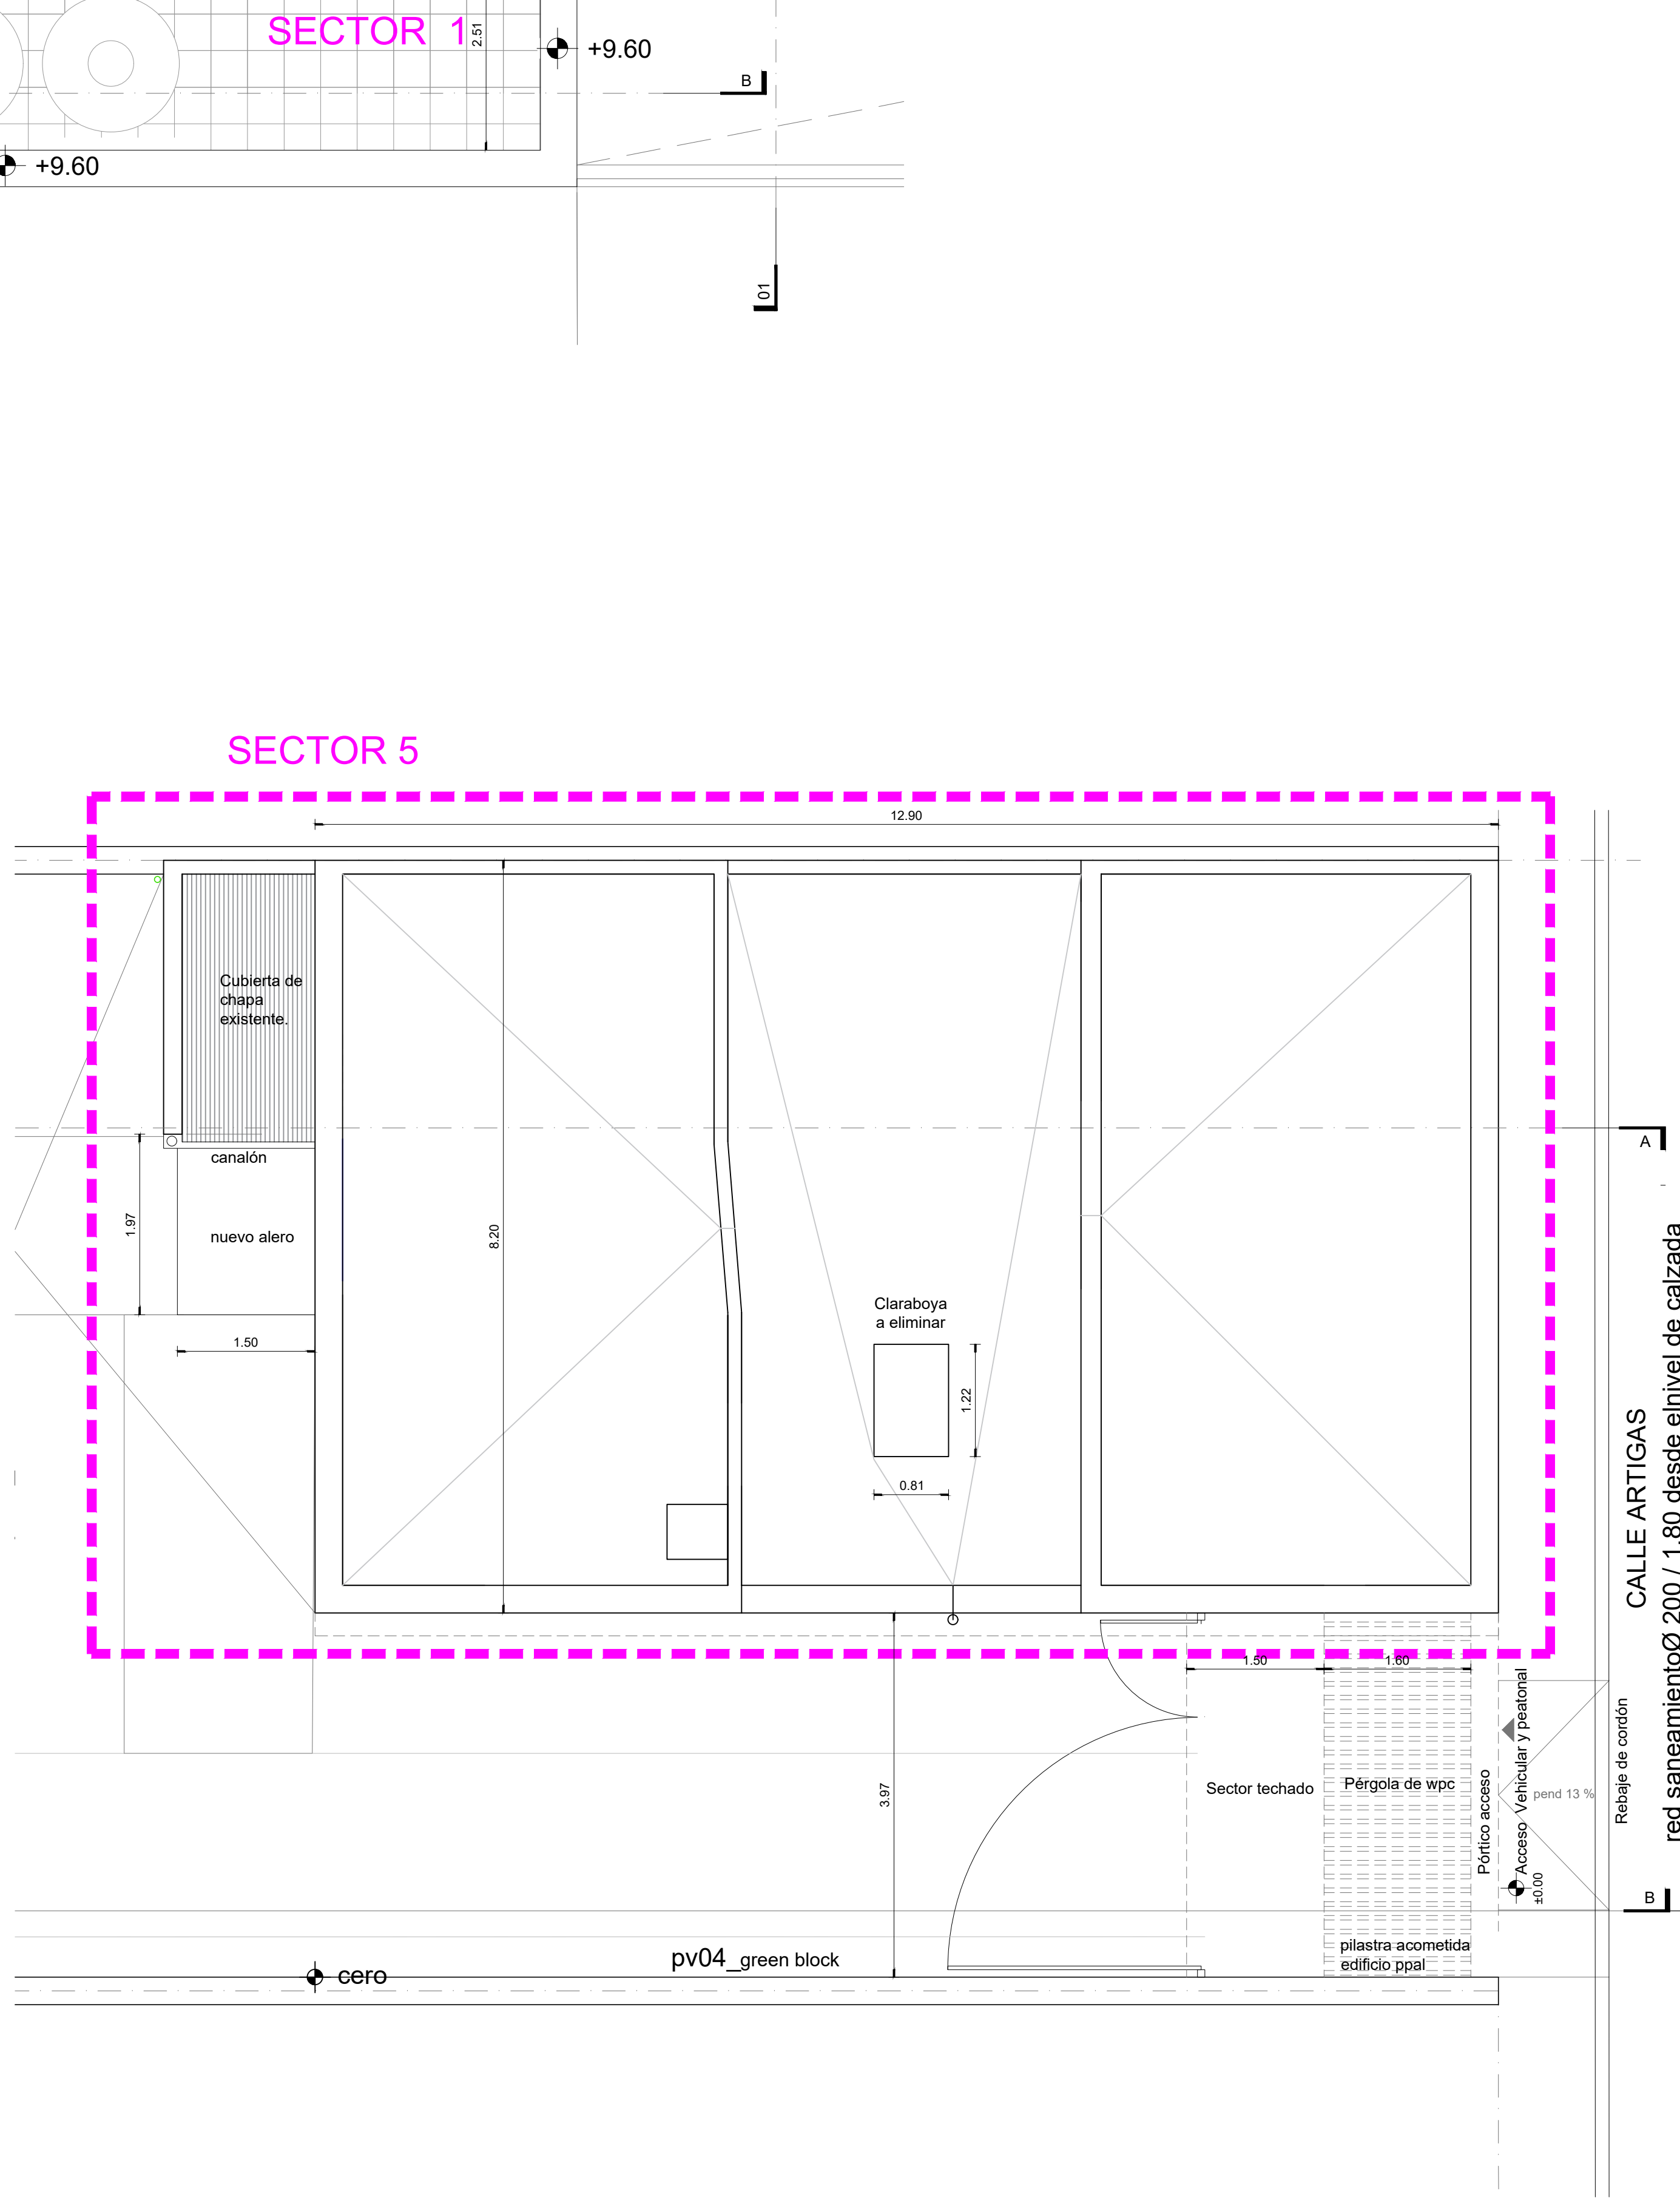 SECTOR 1
2.51
+9.60
B
+9.60
01
SECTOR 5
12.90
Cubierta de
chapa
existente.
canalón
A
nuevo alero
1.97
8.20
1.50
Claraboya
a eliminar
1.22
0.81
CALLE ARTIGAS
red saneamientoØ 200 / 1.80 desde elnivel de calzada
1.50
1.60
3.97
Sector techado
Pérgola de wpc
Pórtico acceso
Acceso Vehicular y peatonal
pend 13 %
Rebaje de cordón
±0.00
B
pilastra acometida
edificio ppal
pv04_green block
cero